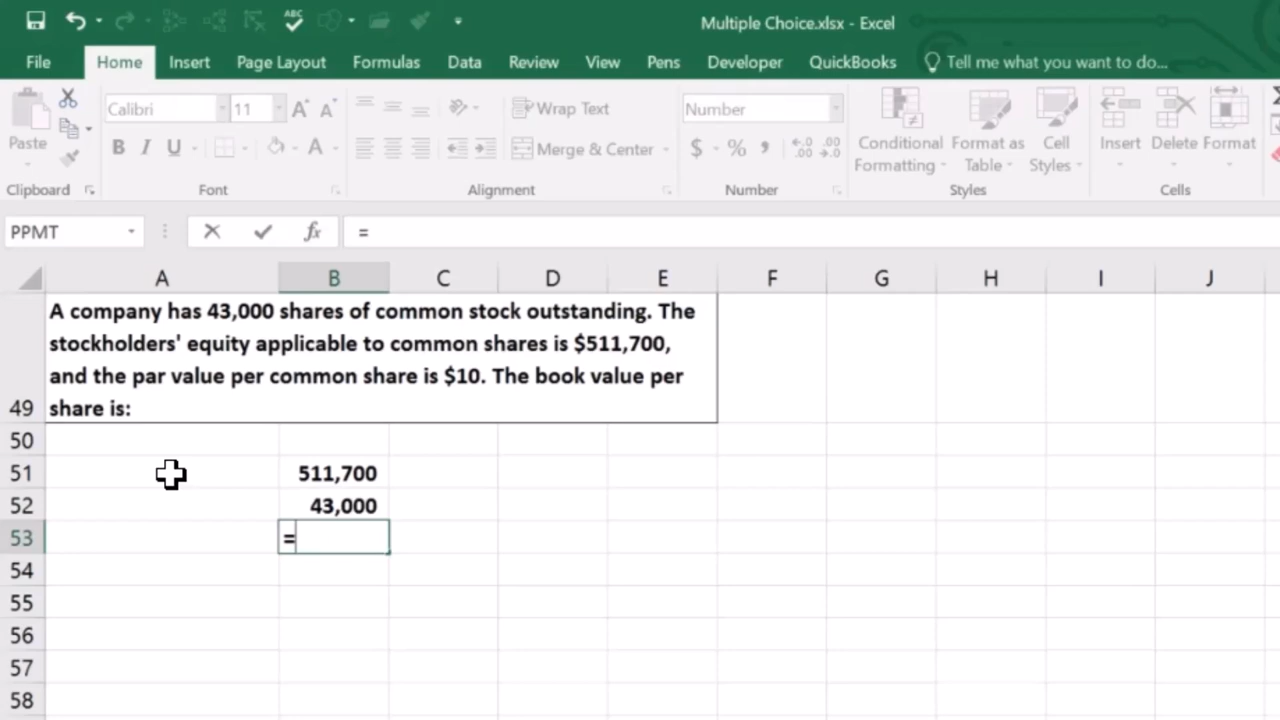 ABC
Multiple Choice.xlsx - Excel
File Home Insert Page Layout Formulas Data Review View Pens Developer QuickBooks Tell me what you want to do...
Calibri 11 A A Wrap Text Number
Paste B I U A Merge & Center $ % , .00 .0 Conditional Formatting Format as Table Cell Styles Insert Delete Format
Clipboard Font Alignment Number Styles Cells
PPMT fx =
A B C D E F G H I J
A company has 43,000 shares of common stock outstanding. The
stockholders' equity applicable to common shares is $511,700,
and the par value per common share is $10. The book value per
49 share is:
50
51 511,700
52 43,000
53 =
54
55
56
57
58